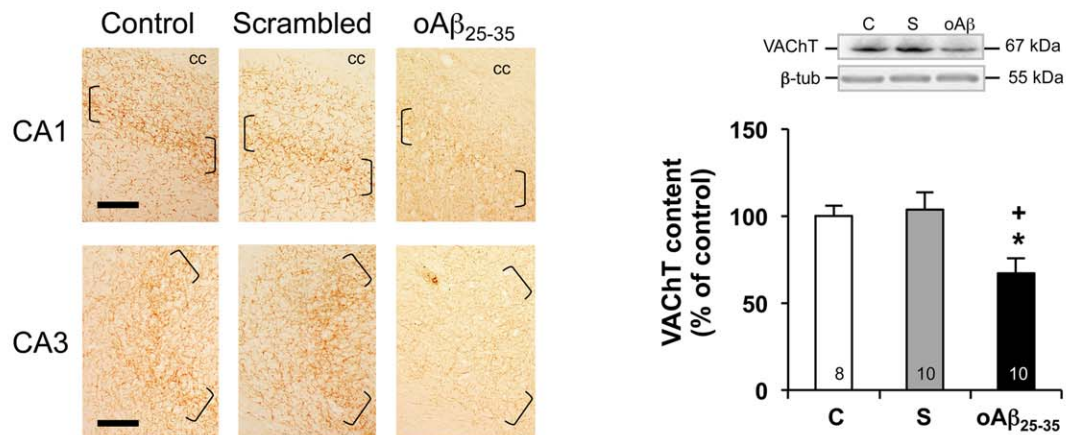 Control Scrambled oAβ25-35
CA1
cc
cc
cc
CA3
C S oAβ
VAChT 67 kDa
β-tub 55 kDa
VAChT content
(% of control)
150
100
50
0
+
*
8
10
10
C S oAβ25-35